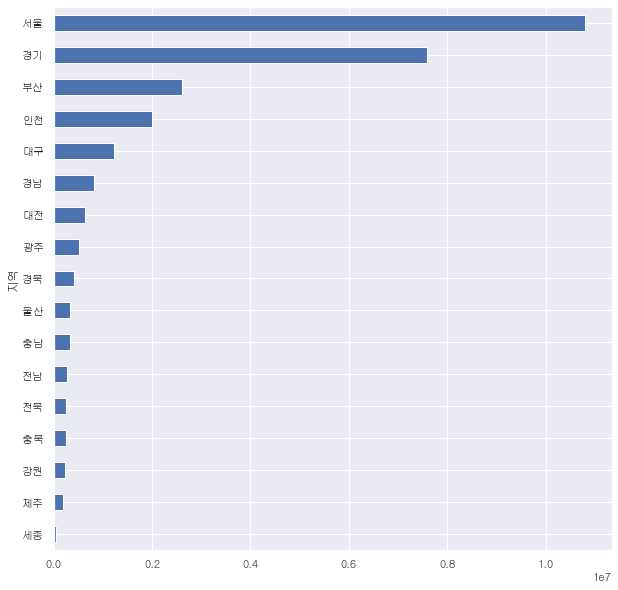 서울
경기
부산
인천
대구
경남
대전
광주
경북
지역
울산
충남
전남
전북
충북
강원
제주
세종
0.0 0.2 0.4 0.6 0.8 1.0
1e7